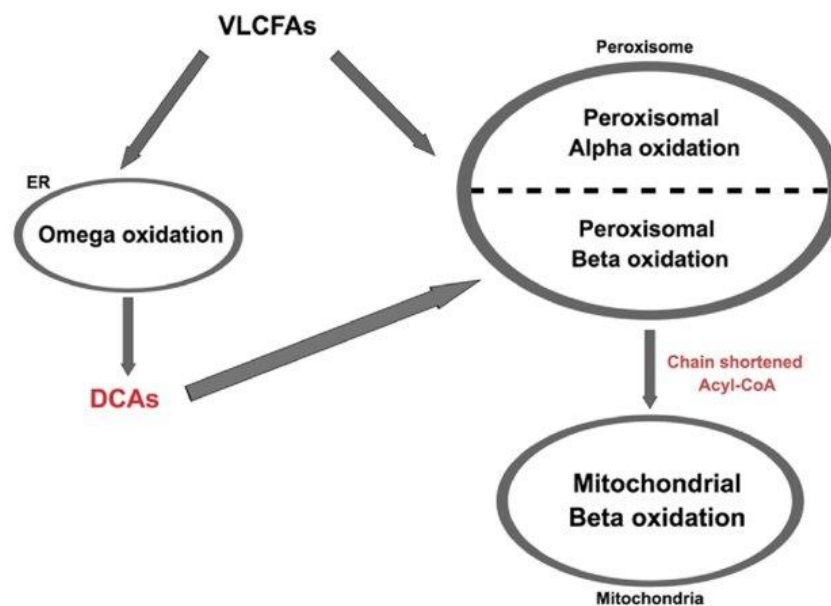 VLCFAs
Peroxisome
Peroxisomal
Alpha oxidation
ER
Omega oxidation
Peroxisomal
Beta oxidation
DCAs
Chain shortened
Acyl-CoA
Mitochondrial
Beta oxidation
Mitochondria